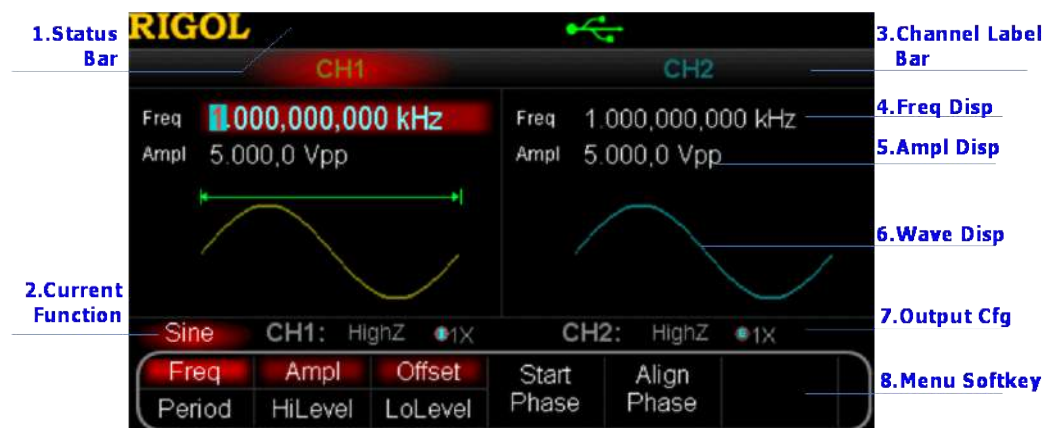 RIGOL
1.Status
Bar
3.Channel Label
Bar
CH1
CH2
Freq 1.000,000,000 kHz
Freq 1.000,000,000 kHz
4.Freq Disp
Ampl 5.000,0 Vpp
Ampl 5.000,0 Vpp
5.Ampl Disp
6.Wave Disp
2.Current
Function
7.Output Cfg
Sine CH1: HighZ 1X CH2: HighZ 1X
Freq Ampl Offset Start Phase Align Phase
Period HiLevel LoLevel
8.Menu Softkey